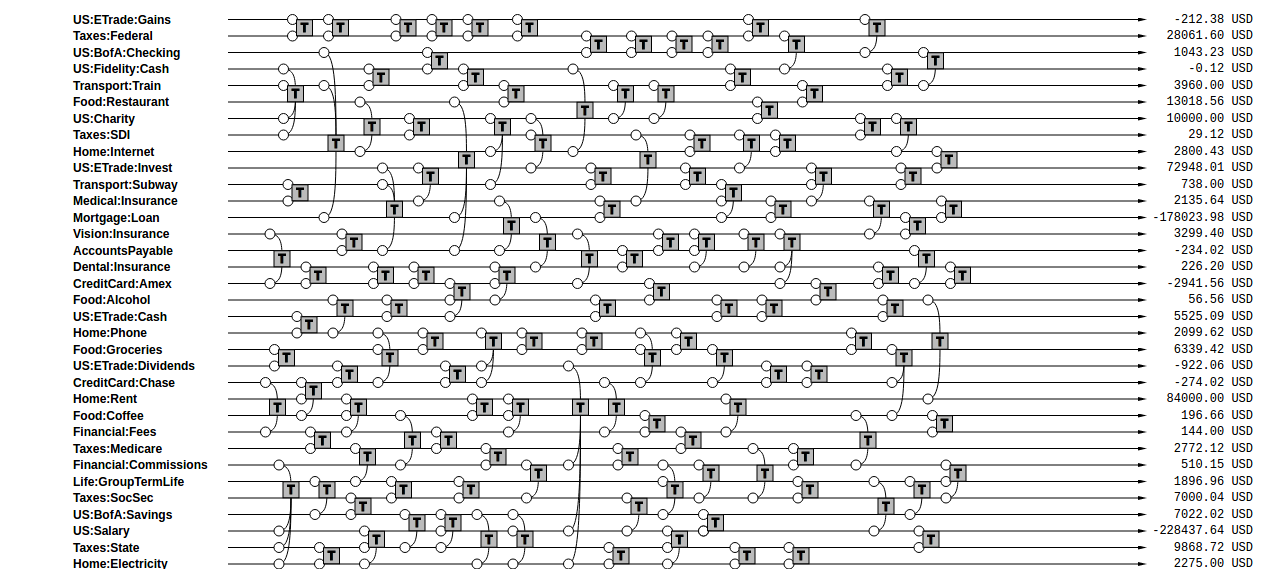 US:ETrade:Gains -212.38 USD
Taxes:Federal 28061.60 USD
US:BofA:Checking 1043.23 USD
US:Fidelity:Cash -0.12 USD
Transport:Train 3960.00 USD
Food:Restaurant 13018.56 USD
US:Charity 10000.00 USD
Taxes:SDI 29.12 USD
Home:Internet 2800.43 USD
US:ETrade:Invest 72948.01 USD
Transport:Subway 738.00 USD
Medical:Insurance 2135.64 USD
Mortgage:Loan -178023.98 USD
Vision:Insurance 3299.40 USD
AccountsPayable -234.02 USD
Dental:Insurance 226.20 USD
CreditCard:Amex -2941.56 USD
Food:Alcohol 56.56 USD
US:ETrade:Cash 5525.09 USD
Home:Phone 2099.62 USD
Food:Groceries 6339.42 USD
US:ETrade:Dividends -922.06 USD
CreditCard:Chase -274.02 USD
Home:Rent 84000.00 USD
Food:Coffee 196.66 USD
Financial:Fees 144.00 USD
Taxes:Medicare 2772.12 USD
Financial:Commissions 510.15 USD
Life:GroupTermLife 1896.96 USD
Taxes:SocSec 7000.04 USD
US:BofA:Savings 7022.02 USD
US:Salary -228437.64 USD
Taxes:State 9868.72 USD
Home:Electricity 2275.00 USD